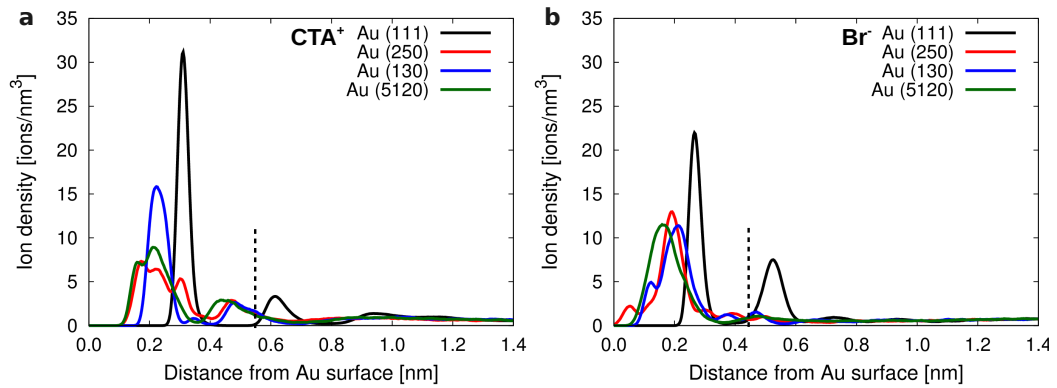 a
CTA+
Au (111)
Au (250)
Au (130)
Au (5120)
Ion density [ions/nm3]
35
30
25
20
15
10
5
0
0.0 0.2 0.4 0.6 0.8 1.0 1.2 1.4
Distance from Au surface [nm]
b
Br-
Au (111)
Au (250)
Au (130)
Au (5120)
Ion density [ions/nm3]
35
30
25
20
15
10
5
0
0.0 0.2 0.4 0.6 0.8 1.0 1.2 1.4
Distance from Au surface [nm]